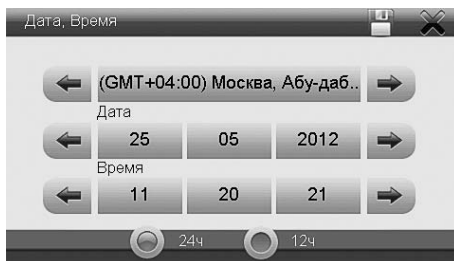 Дата, Время
(GMT+04:00) Москва, Абу-даб..
Дата
25 05 2012
Время
11 20 21
24ч 12ч